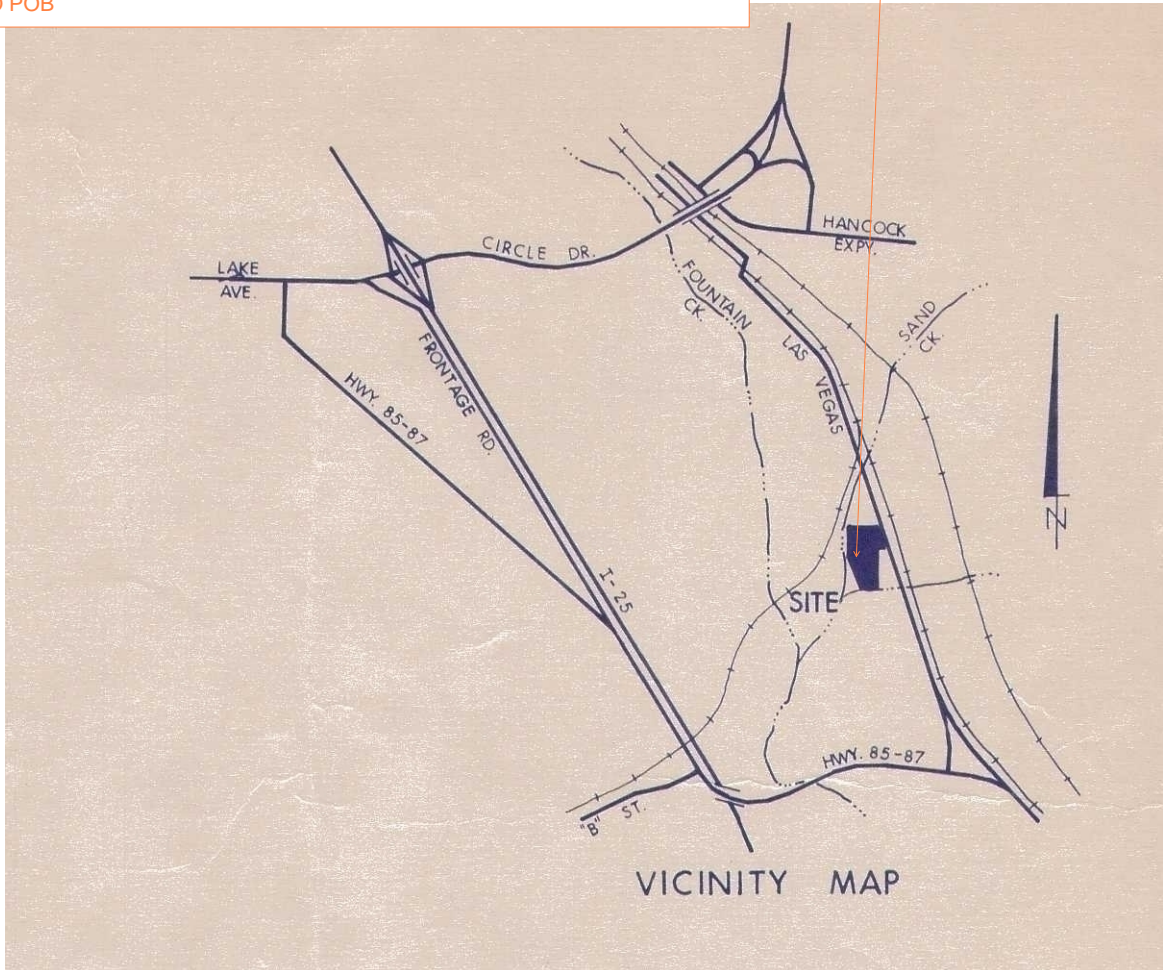 POB
HANCOCK
EXPY.
CIRCLE DR.
LAKE
AVE.
FOUNTAIN
CK.
SAND
CK.
LAS
VEGAS
FRONTAGE RD.
HWY. 85-87
I-25
N
SITE
HWY. 85-87
"B" ST.
VICINITY MAP